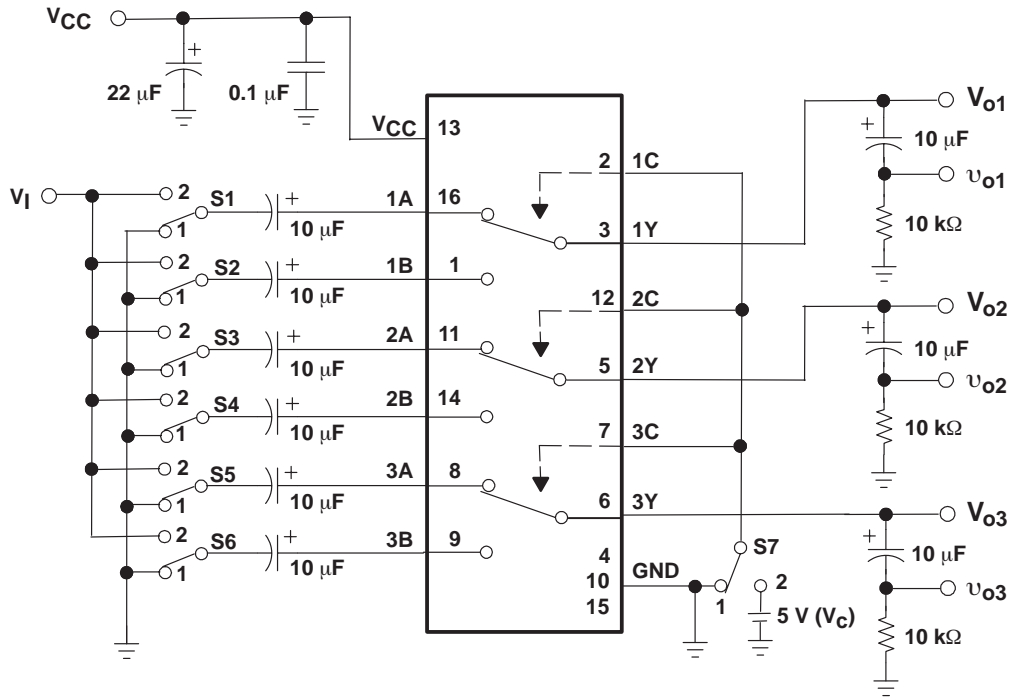 VCC
+
22 μF
0.1 μF
VCC
13
VI
2
S1
1
+
10 μF
1A
16
2
S2
1
+
10 μF
1B
1
2
S3
1
+
10 μF
2A
11
2
S4
1
+
10 μF
2B
14
2
S5
1
+
10 μF
3A
8
2
S6
1
+
10 μF
3B
9
2
1C
3
1Y
12
2C
5
2Y
7
3C
6
3Y
4
10
15
GND
S7
1
2
5 V (Vc)
Vo1
+
10 μF
υo1
10 kΩ
Vo2
+
10 μF
υo2
10 kΩ
Vo3
+
10 μF
υo3
10 kΩ